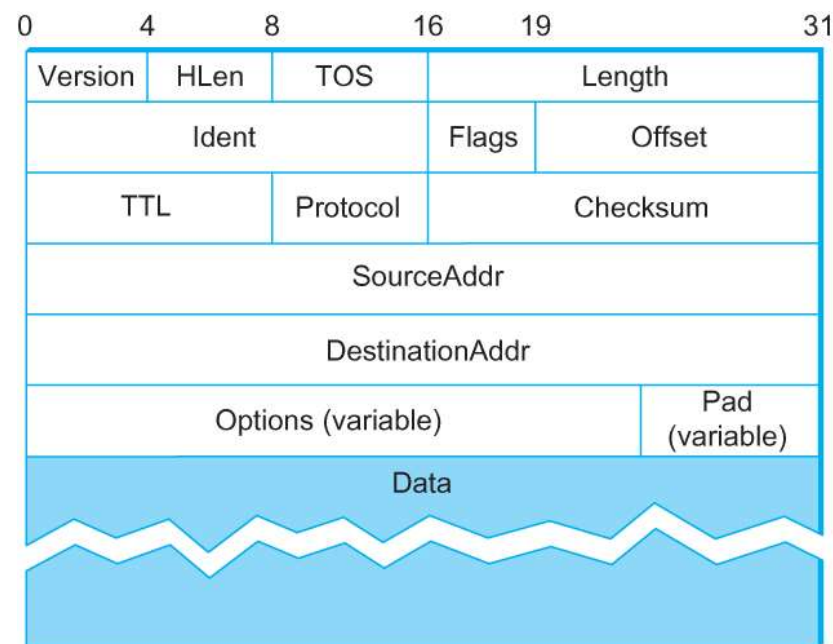 0 4 8 16 19 31
Version HLen TOS Length
Ident Flags Offset
TTL Protocol Checksum
SourceAddr
DestinationAddr
Options (variable) Pad
(variable)
Data